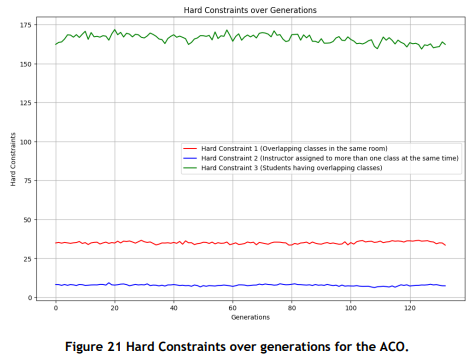 Hard Constraints over Generations
175
150
125
100
75
50
25
0
Hard Constraints
Hard Constraint 1 (Overlapping classes in the same room)
Hard Constraint 2 (Instructor assigned to more than one class at the same time)
Hard Constraint 3 (Students having overlapping classes)
0 20 40 60 80 100 120
Generations
Figure 21 Hard Constraints over generations for the ACO.